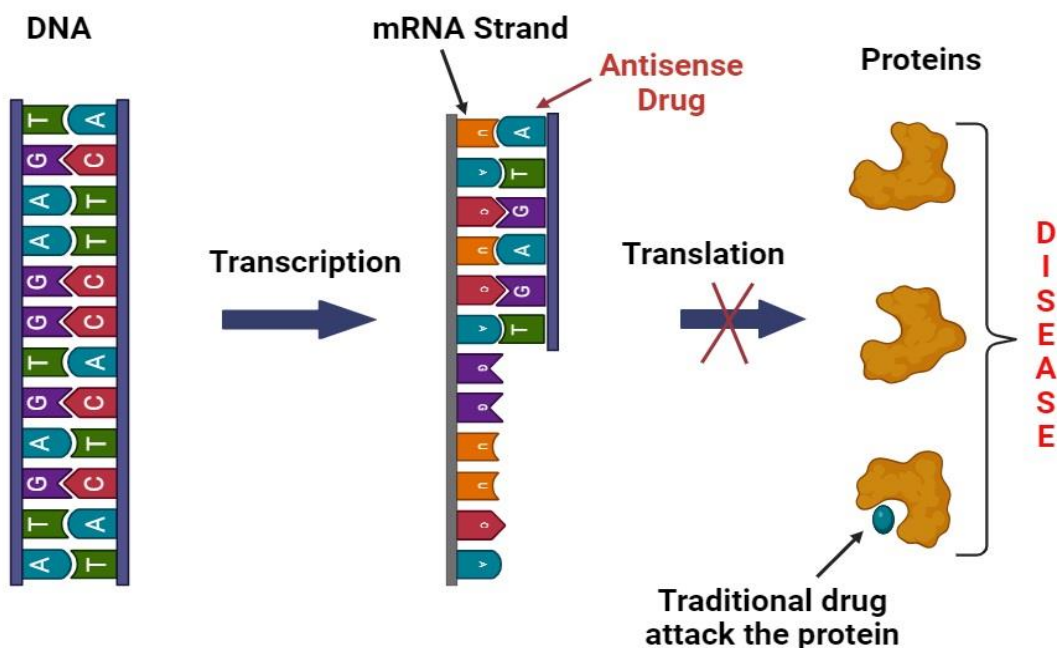 DNA
mRNA Strand
Antisense
Drug
Proteins
T A
G C
A T
A T
G C
G C
T A
G C
A T
G C
T A
A T
Transcription
U A
A T
C G
U A
C G
A T
G
G
U
U
C
A
Translation
D
I
S
E
A
S
E
Traditional drug
attack the protein